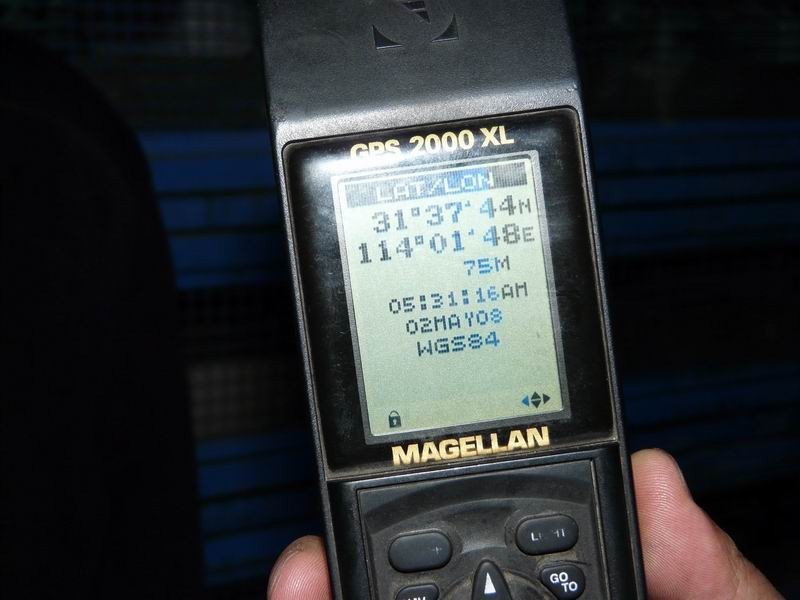 GPS 2000 XL
LAT/LON
31°37'44N
114°01'48E
75M
05:31:16AM
02MAY08
WGS84
MAGELLAN
LIGHT
GO
TO